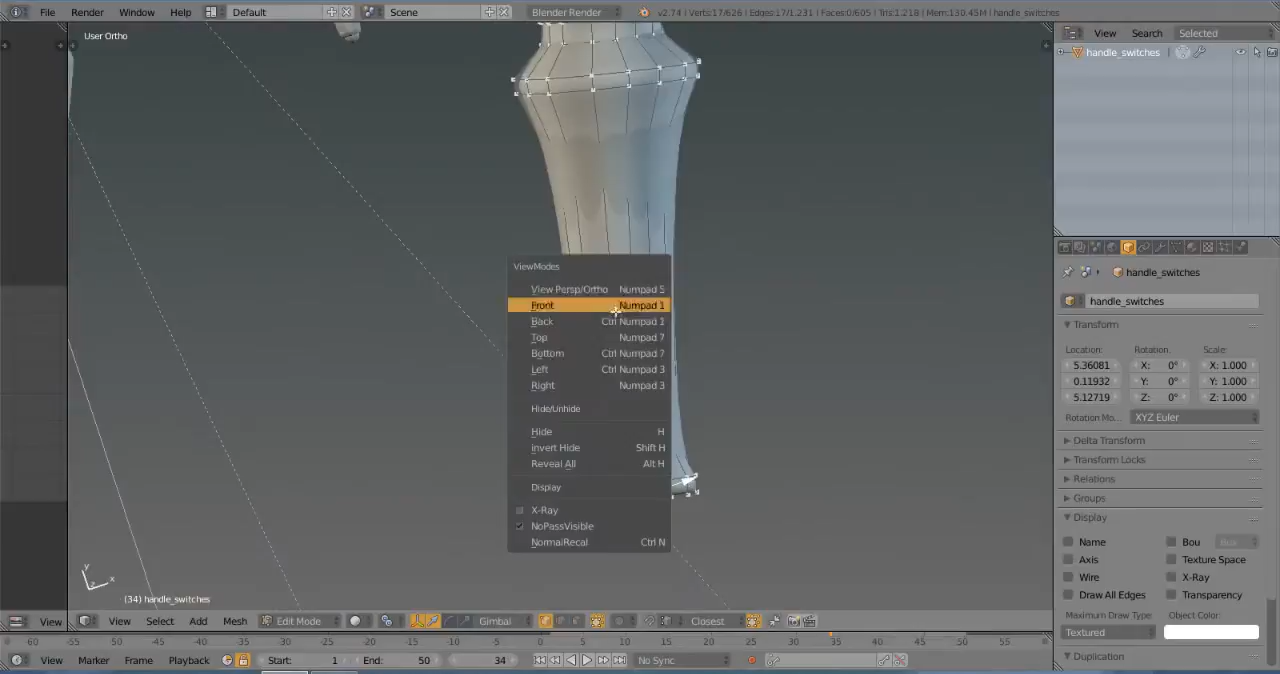 File Render Window Help Default Scene Blender Render v2.74 | Verts:17/626 | Edges:17/1,231 | Faces:0/605 | Tris:1,218 | Mem:130.45M | handle_switches
User Ortho
View Search Selected
handle_switches
ViewModes
View Persp/Ortho Numpad 5
Front Numpad 1
Back Ctrl Numpad 1
Top Numpad 7
Bottom Ctrl Numpad 7
Left Ctrl Numpad 3
Right Numpad 3
Hide/Unhide
Hide H
Invert Hide Shift H
Reveal All Alt H
Display
X-Ray
NoPassVisible
NormalRecal Ctrl N
y
z x
(34) handle_switches
handle_switches
handle_switches
Transform
Location: Rotation: Scale:
5.36081 X: 0° X: 1.000
0.11932 Y: 0° Y: 1.000
5.12719 Z: 0° Z: 1.000
Rotation Mo... XYZ Euler
Delta Transform
Transform Locks
Relations
Groups
Display
Name Bou Box
Axis Texture Space
Wire X-Ray
Draw All Edges Transparency
Maximum Draw Type: Object Color:
Textured
Duplication
View View Select Add Mesh Edit Mode Gimbal Closest
60 -55 -50 -45 -40 -35 -30 -25 -20 -15 -10 -5 0 5 10 15 20 25 30 35 40 45 50 55
View Marker Frame Playback Start: 1 End: 50 34 No Sync